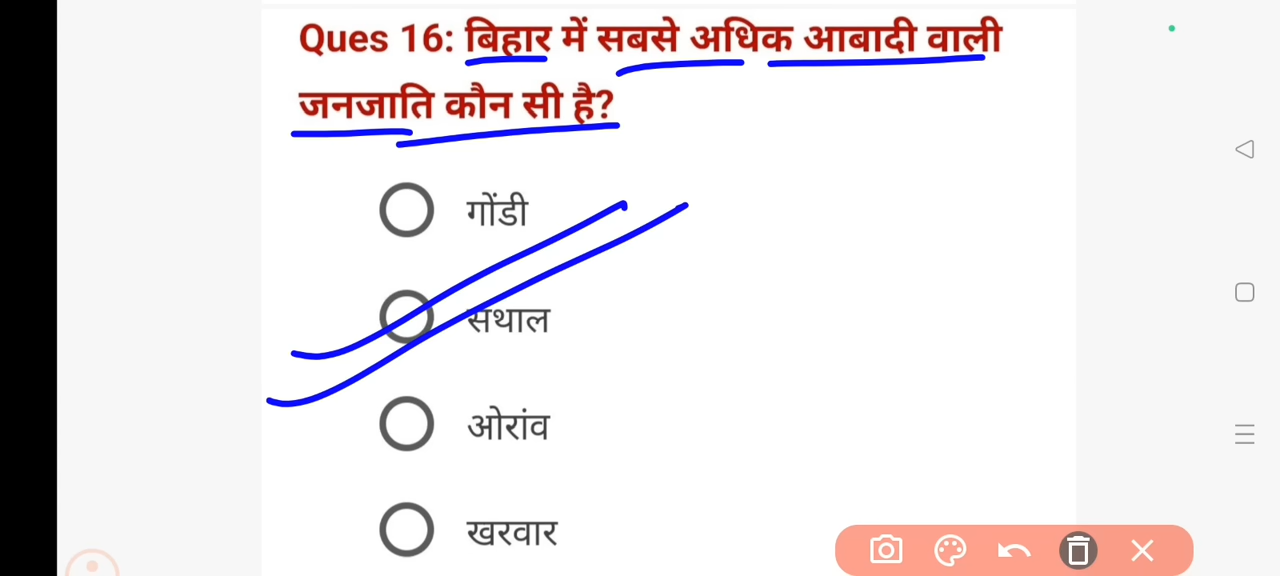 Ques 16: बिहार में सबसे अधिक आबादी वाली
जनजाति कौन सी है?
गोंडी
संथाल
ओरांव
खरवार